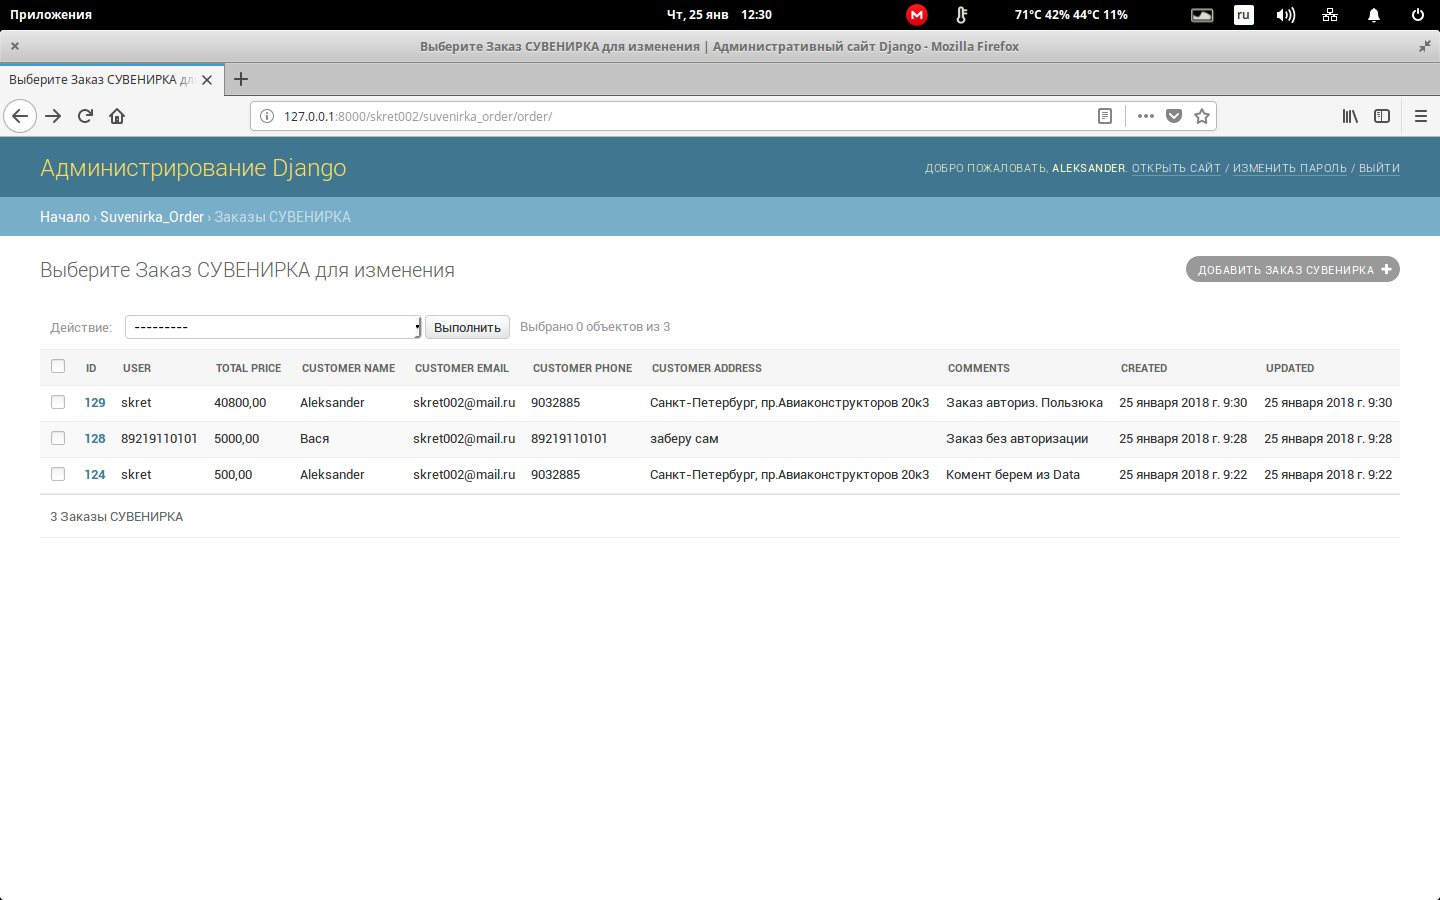 Приложения Чт, 25 янв 12:30 71°C 42% 44°C 11% ru
Выберите Заказ СУВЕНИРКА для изменения | Административный сайт Django - Mozilla Firefox
Выберите Заказ СУВЕНИРКА дл
127.0.0.1:8000/skret002/suvenirka_order/order/
Администрирование Django
ДОБРО ПОЖАЛОВАТЬ, ALEKSANDER. ОТКРЫТЬ САЙТ / ИЗМЕНИТЬ ПАРОЛЬ / ВЫЙТИ
Начало › Suvenirka_Order › Заказы СУВЕНИРКА
Выберите Заказ СУВЕНИРКА для изменения
ДОБАВИТЬ ЗАКАЗ СУВЕНИРКА
Действие: --------- Выполнить Выбрано 0 объектов из 3
ID USER TOTAL PRICE CUSTOMER NAME CUSTOMER EMAIL CUSTOMER PHONE CUSTOMER ADDRESS COMMENTS CREATED UPDATED
129 skret 40800,00 Aleksander skret002@mail.ru 9032885 Санкт-Петербург, пр.Авиаконструкторов 20к3 Заказ авториз. Пользюка 25 января 2018 г. 9:30 25 января 2018 г. 9:30
128 89219110101 5000,00 Вася skret002@mail.ru 89219110101 заберу сам Заказ без авторизации 25 января 2018 г. 9:28 25 января 2018 г. 9:28
124 skret 500,00 Aleksander skret002@mail.ru 9032885 Санкт-Петербург, пр.Авиаконструкторов 20к3 Комент берем из Data 25 января 2018 г. 9:22 25 января 2018 г. 9:22
3 Заказы СУВЕНИРКА